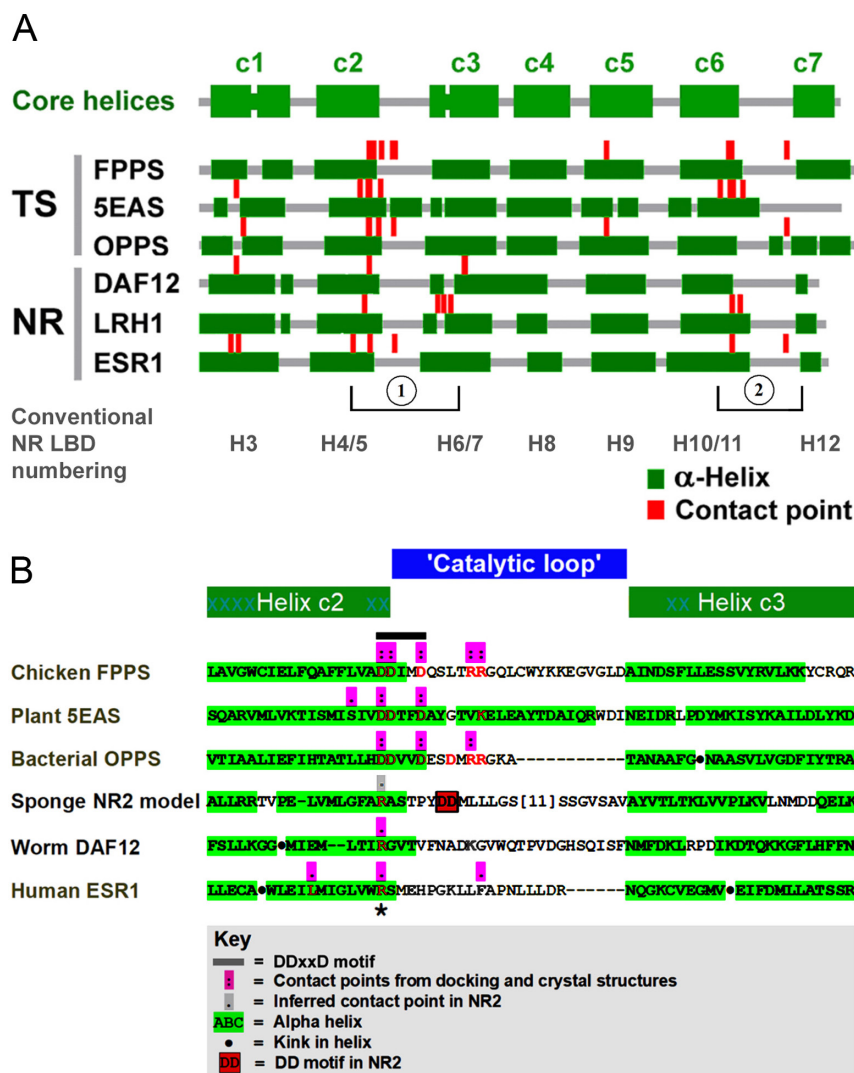 A
c1 c2 c3 c4 c5 c6 c7
Core helices
TS
FPPS
5EAS
OPPS
NR
DAF12
LRH1
ESR1
1 2
Conventional
NR LBD
numbering
H3 H4/5 H6/7 H8 H9 H10/11 H12
α-Helix
Contact point
B
'Catalytic loop'
xxxx Helix c2 xx xx Helix c3
Chicken FPPS LAVGWCIELFQAFFLVADDIMDQSLTRRGQLCWYKKEGVGLDAINDSFLLESSVYRVLKKYCRQR
Plant 5EAS SQARVMLVKTISMISIVDDTFDAYGTVKELEAYTDAIQRWDINEIDRLPDYMKISYKAILDLYKD
Bacterial OPPS VTIAALIEFIHTATLLHDDVVDESDMRRGKA----------TANAAFG•NAASVLVGDFIYTRA
Sponge NR2 model ALLRRTVPE-LVMLGFARASTPYDDMLLLGS[11]SSGVSAVAYVTLTKLVVPLKVLNMDDQELK
Worm DAF12 FSLLKGG•MIEML--LTIRGVTVFNADKGVWQTPVDGHSQISFNMFDKLRPDIKDTQKKGFLHFFN
Human ESR1 LLECA•WLEILMIGLVWRSMEHPGKLLFAPNLLLDR------NQGKCVEGMV•EIFDMLLATSSR
*
Key
= DDxxD motif
: = Contact points from docking and crystal structures
. = Inferred contact point in NR2
ABC = Alpha helix
• = Kink in helix
DD = DD motif in NR2